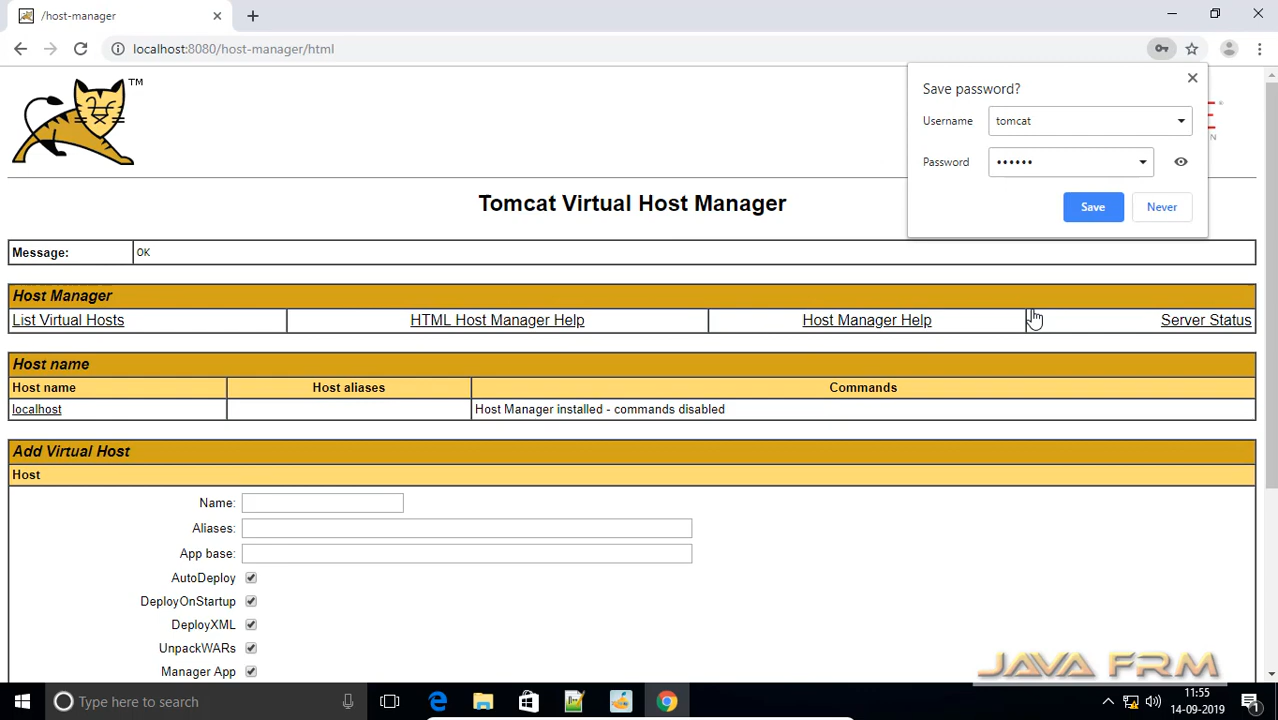 /host-manager
localhost:8080/host-manager/html
TM
Save password?
Username tomcat
Password ••••••
Save Never
®
E
N
Tomcat Virtual Host Manager
Message: OK
Host Manager
List Virtual Hosts HTML Host Manager Help Host Manager Help Server Status
Host name
Host name Host aliases Commands
localhost Host Manager installed - commands disabled
Add Virtual Host
Host
Name:
Aliases:
App base:
AutoDeploy
DeployOnStartup
DeployXML
UnpackWARs
Manager App
JAVA FRM
Type here to search
11:55
14-09-2019
1